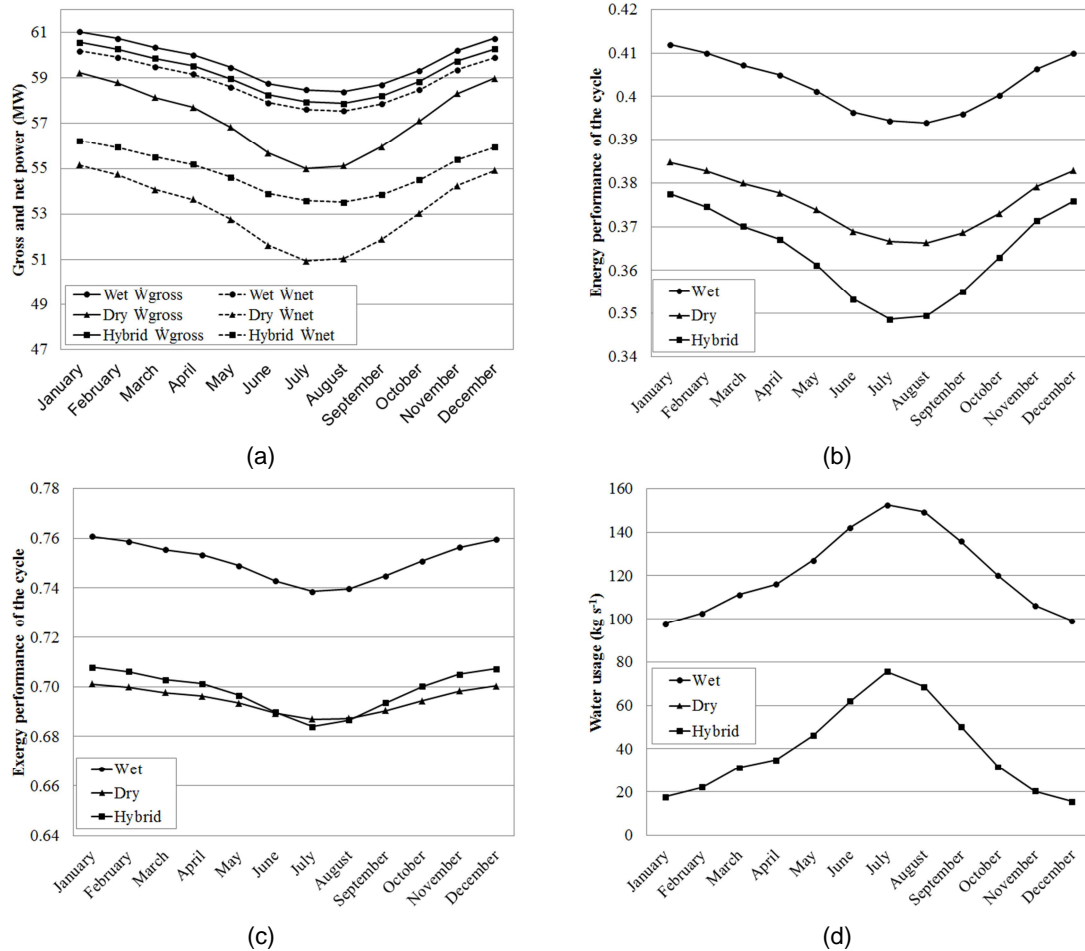 Gross and net power (MW)
61
59
57
55
53
51
49
47
Wet Ẇgross
Wet Ẇnet
Dry Ẇgross
Dry Ẇnet
Hybrid Ẇgross
Hybrid Ẇnet
January
February
March
April
May
June
July
August
September
October
November
December
(a)
Energy performance of the cycle
0.42
0.41
0.4
0.39
0.38
0.37
0.36
0.35
0.34
Wet
Dry
Hybrid
January
February
March
April
May
June
July
August
September
October
November
December
(b)
Exergy performance of the cycle
0.78
0.76
0.74
0.72
0.70
0.68
0.66
0.64
Wet
Dry
Hybrid
January
February
March
April
May
June
July
August
September
October
November
December
(c)
Water usage (kg s⁻¹)
160
140
120
100
80
60
40
20
0
Wet
Dry
Hybrid
January
February
March
April
May
June
July
August
September
October
November
December
(d)